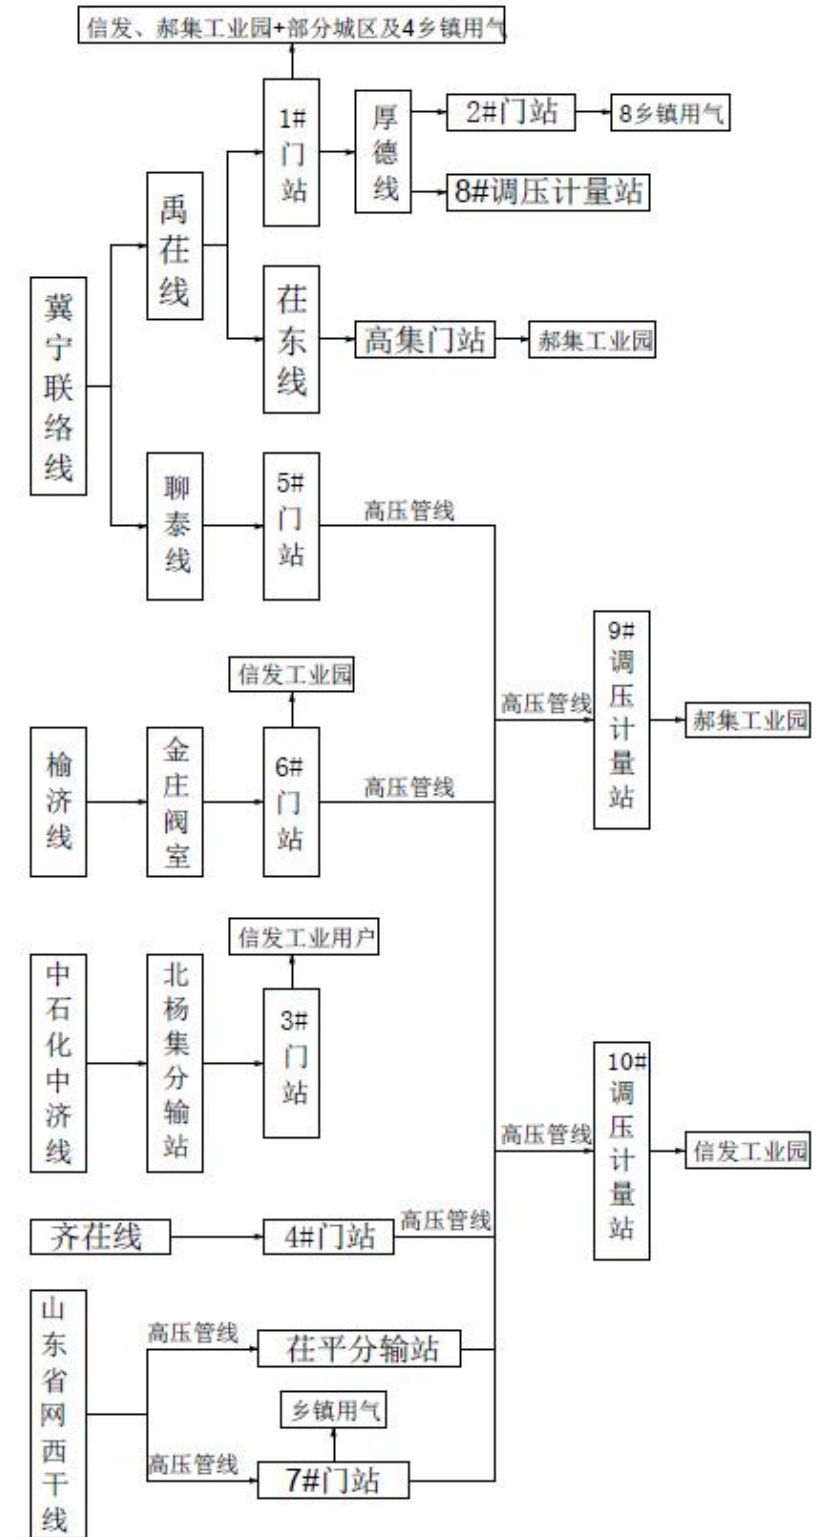 信发、郝集工业园+部分城区及4乡镇用气
1#门站
厚德线
2#门站
8乡镇用气
8#调压计量站
禹茌线
茌东线
高集门站
郝集工业园
冀宁联络线
聊泰线
5#门站
高压管线
9#调压计量站
高压管线
郝集工业园
信发工业园
榆济线
金庄阀室
6#门站
高压管线
信发工业用户
中石化中济线
北杨集分输站
3#门站
10#调压计量站
高压管线
信发工业园
齐茌线
4#门站
高压管线
山东省网西干线
高压管线
茌平分输站
乡镇用气
高压管线
7#门站